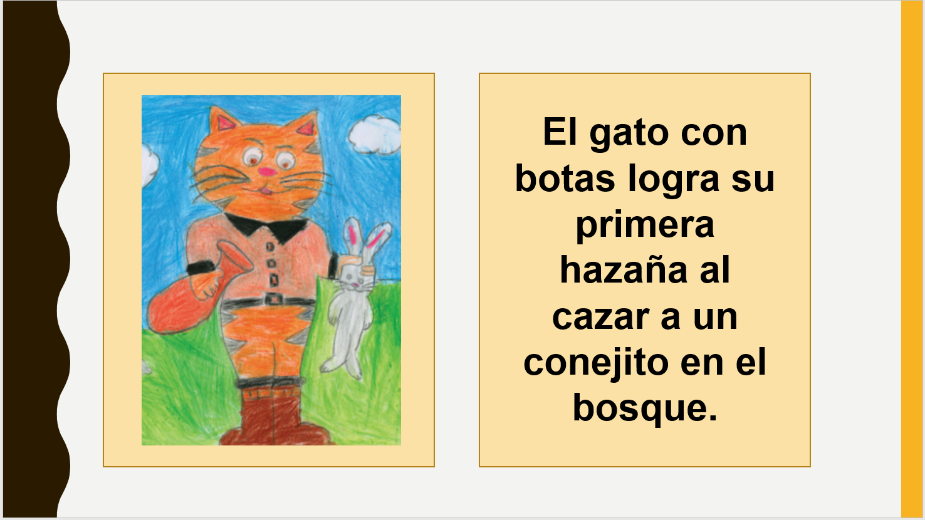 El gato con
botas logra su
primera
hazaña al
cazar a un
conejito en el
bosque.